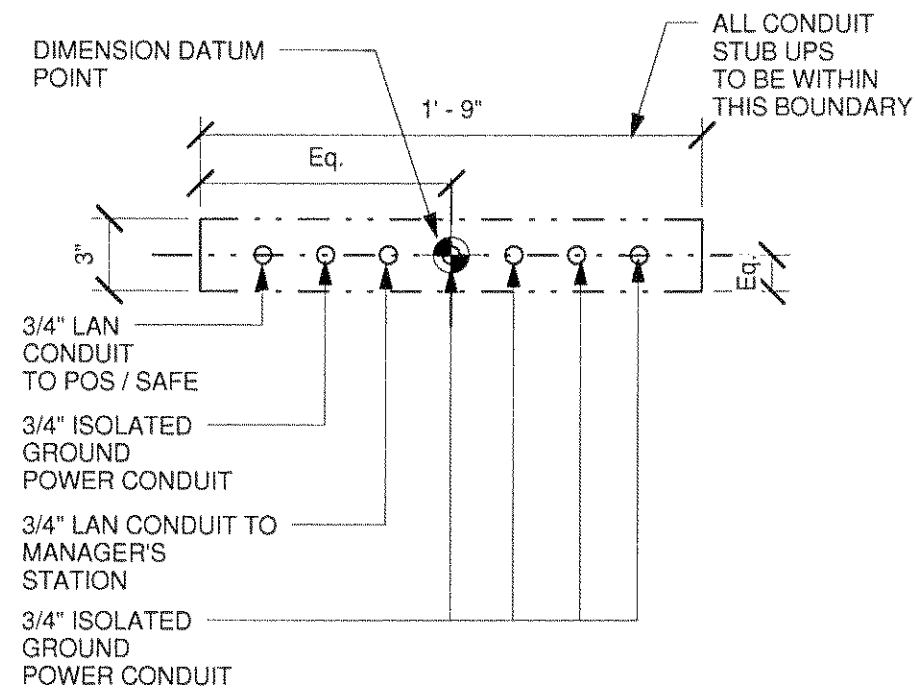 DIMENSION DATUM
POINT
ALL CONDUIT
STUB UPS
TO BE WITHIN
THIS BOUNDARY
1' - 9"
Eq.
3"
Eq.
3/4" LAN
CONDUIT
TO POS / SAFE
3/4" ISOLATED
GROUND
POWER CONDUIT
3/4" LAN CONDUIT TO
MANAGER'S
STATION
3/4" ISOLATED
GROUND
POWER CONDUIT